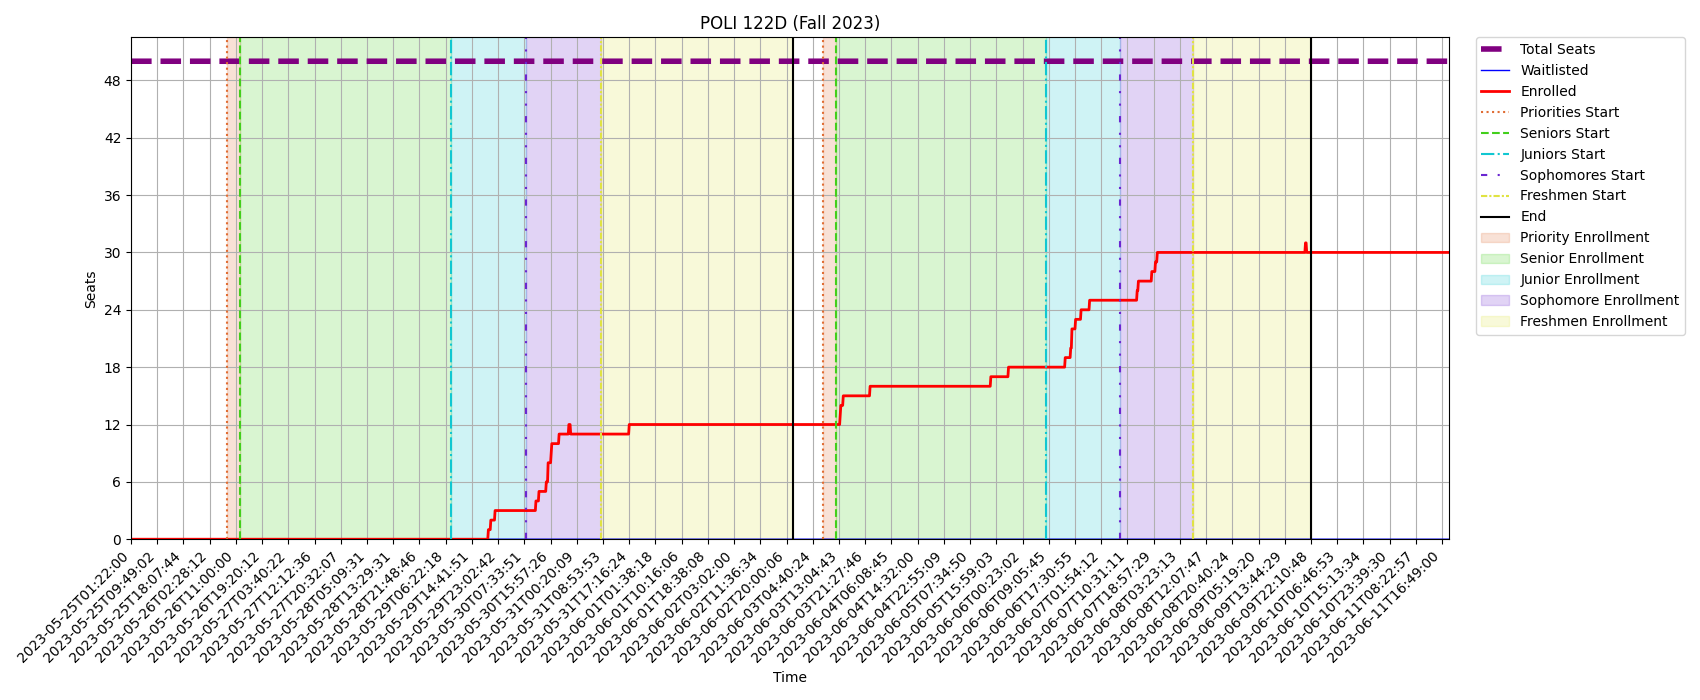 POLI 122D (Fall 2023)
Total Seats
Waitlisted
Enrolled
Priorities Start
Seniors Start
Juniors Start
Sophomores Start
Freshmen Start
End
Priority Enrollment
Senior Enrollment
Junior Enrollment
Sophomore Enrollment
Freshmen Enrollment
Seats
48
42
36
30
24
18
12
6
0
2023-05-25T01:22:00
2023-05-25T09:49:02
2023-05-25T18:07:44
2023-05-26T02:28:12
2023-05-26T11:00:00
2023-05-26T19:20:12
2023-05-27T03:40:22
2023-05-27T12:12:36
2023-05-27T20:32:07
2023-05-28T05:09:31
2023-05-28T13:29:31
2023-05-28T21:48:46
2023-05-29T06:22:18
2023-05-29T14:41:51
2023-05-29T23:02:42
2023-05-30T07:33:51
2023-05-30T15:57:26
2023-05-31T00:20:09
2023-05-31T08:53:53
2023-05-31T17:16:24
2023-06-01T01:38:18
2023-06-01T10:16:06
2023-06-01T18:38:08
2023-06-02T03:02:00
2023-06-02T11:36:34
2023-06-02T20:00:06
2023-06-03T04:40:24
2023-06-03T13:04:43
2023-06-03T21:27:46
2023-06-04T06:08:45
2023-06-04T14:32:00
2023-06-04T22:55:09
2023-06-05T07:34:50
2023-06-05T15:59:03
2023-06-06T00:23:02
2023-06-06T09:05:45
2023-06-06T17:30:55
2023-06-07T01:54:12
2023-06-07T10:31:11
2023-06-07T18:57:29
2023-06-08T03:23:13
2023-06-08T12:07:47
2023-06-08T20:40:24
2023-06-09T05:19:20
2023-06-09T13:44:29
2023-06-09T22:10:48
2023-06-10T06:46:53
2023-06-10T15:13:34
2023-06-10T23:39:30
2023-06-11T08:22:57
2023-06-11T16:49:00
Time